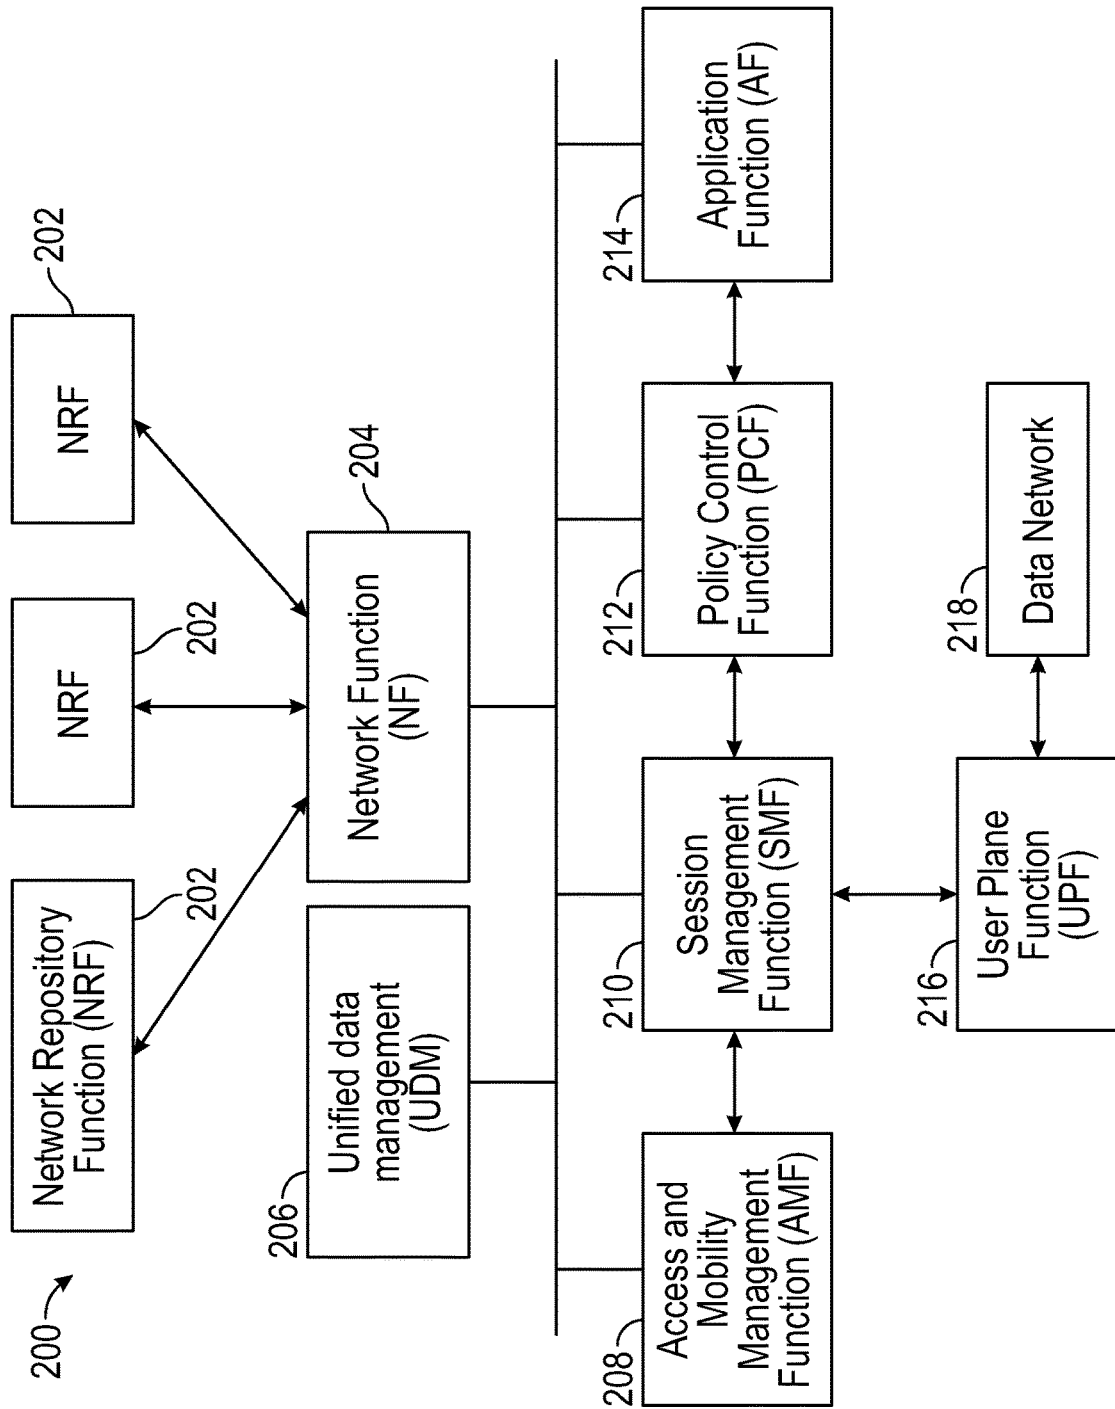 200
Network Repository
Function (NRF)
202
NRF
202
NRF
202
206
Unified data
management
(UDM)
Network Function
(NF)
204
208
Access and
Mobility
Management
Function (AMF)
210
Session
Management
Function (SMF)
212
Policy Control
Function (PCF)
214
Application
Function (AF)
216
User Plane
Function
(UPF)
218
Data Network